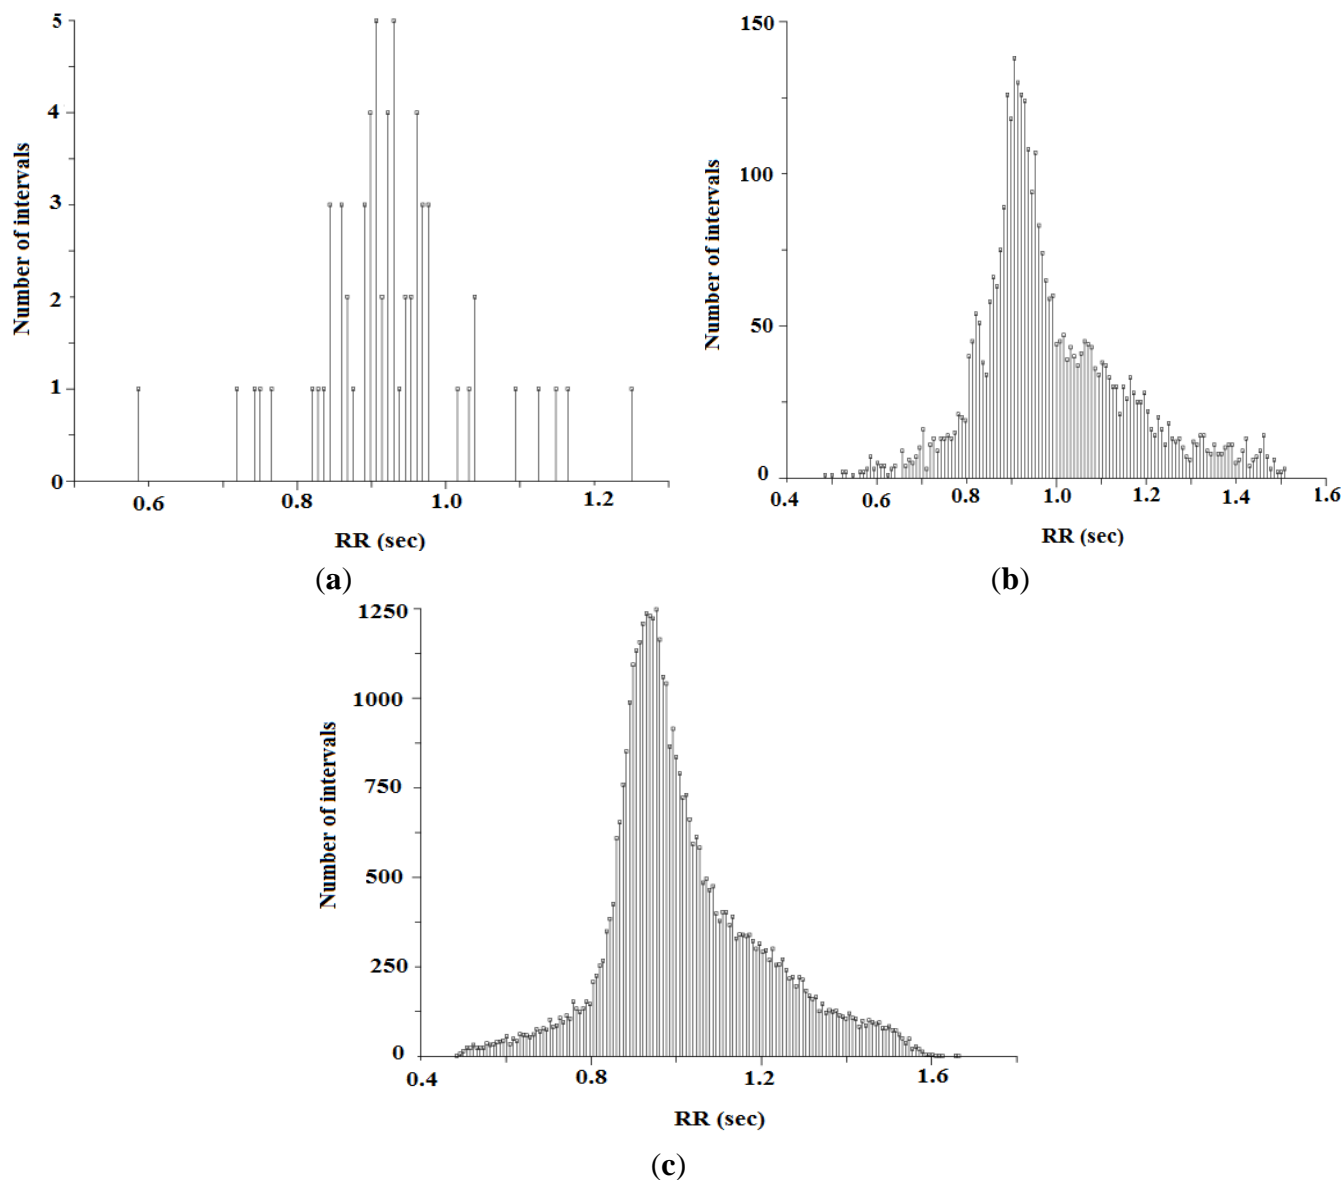 5
4
3
2
1
0
Number of intervals
0.6 0.8 1.0 1.2
RR (sec)
(a)
150
100
50
0
Number of intervals
0.4 0.6 0.8 1.0 1.2 1.4 1.6
RR (sec)
(b)
1250
1000
750
500
250
0
Number of intervals
0.4 0.8 1.2 1.6
RR (sec)
(c)